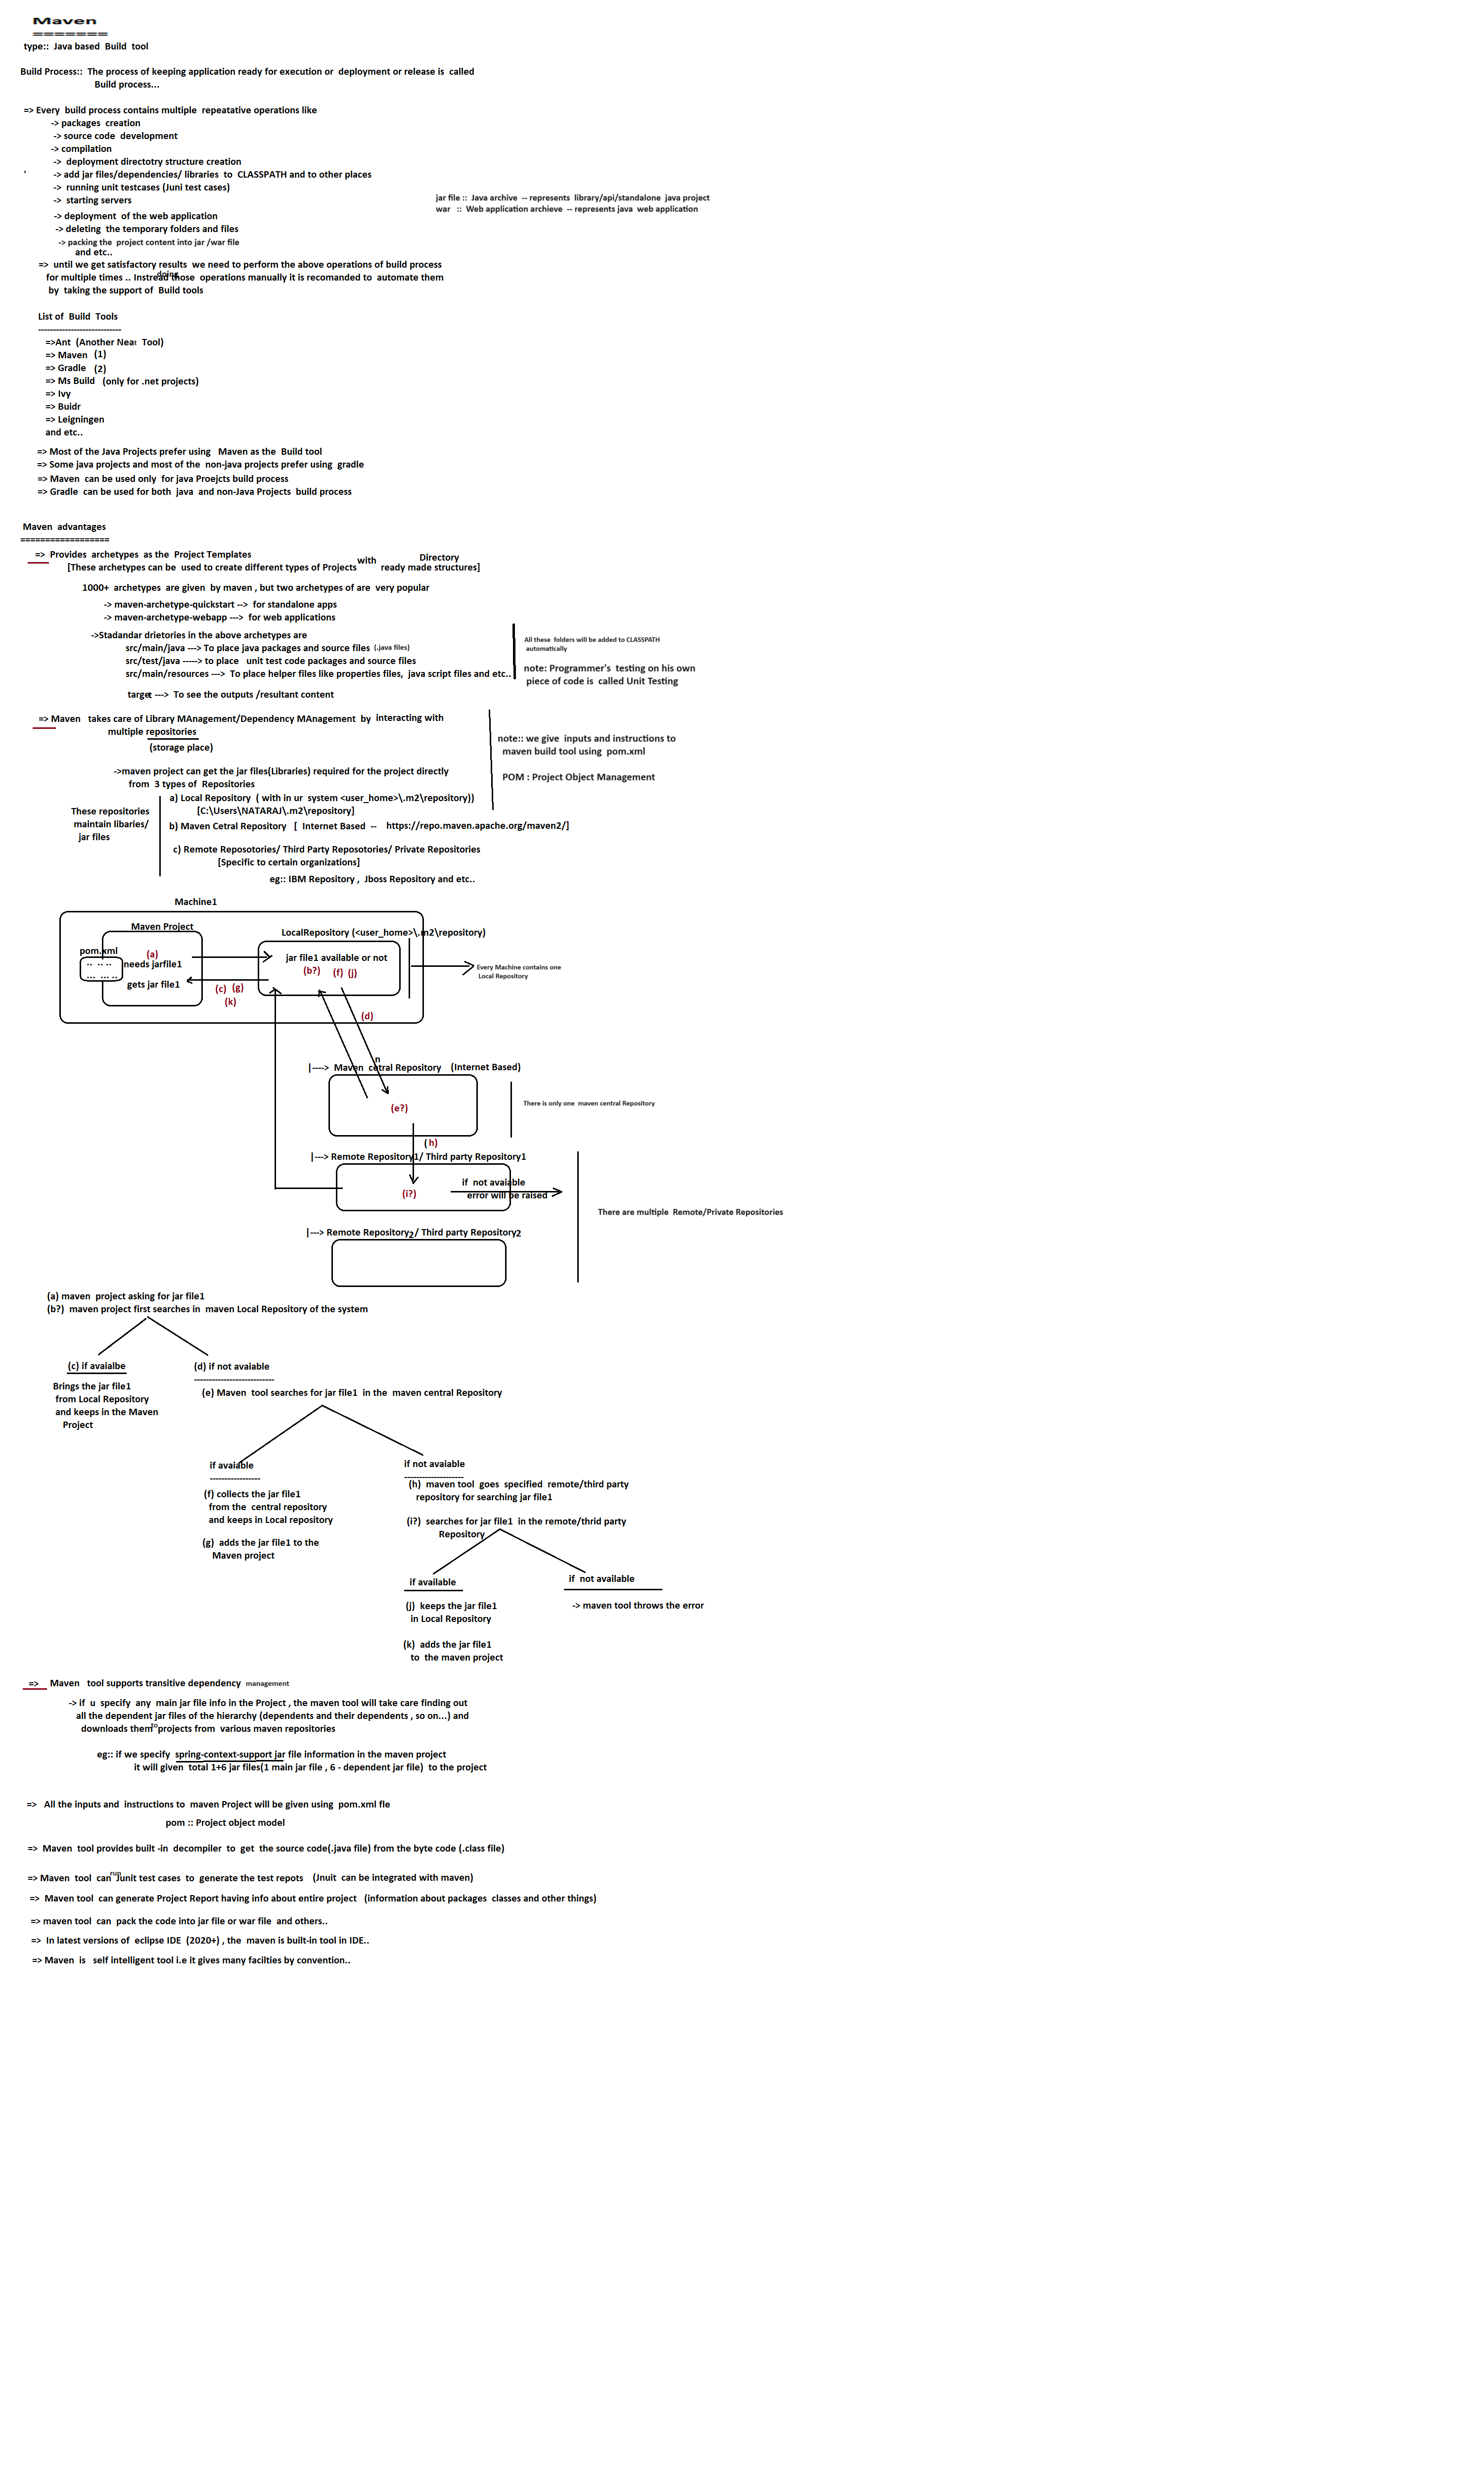 Maven
=======
type:: Java based Build tool
Build Process:: The process of keeping application ready for execution or deployment or release is called
Build process...
=> Every build process contains multiple repeatative operations like
-> packages creation
-> source code development
-> compilation
-> deployment directotry structure creation
-> add jar files/dependencies/ libraries to CLASSPATH and to other places
-> running unit testcases (Juni test cases)
-> starting servers
jar file :: Java archive -- represents library/api/standalone java project
war :: Web application archieve -- represents java web application
-> deployment of the web application
-> deleting the temporary folders and files
-> packing the project content into jar /war file
and etc..
=> until we get satisfactory results we need to perform the above operations of build process
doing
for multiple times .. Instread those operations manually it is recomanded to automate them
by taking the support of Build tools
List of Build Tools
----------------------------
=>Ant (Another Neat Tool)
=> Maven (1)
=> Gradle (2)
=> Ms Build (only for .net projects)
=> Ivy
=> Buidr
=> Leigningen
and etc..
=> Most of the Java Projects prefer using Maven as the Build tool
=> Some java projects and most of the non-java projects prefer using gradle
=> Maven can be used only for java Proejcts build process
=> Gradle can be used for both java and non-Java Projects build process
Maven advantages
==================
=> Provides archetypes as the Project Templates
with Directory
[These archetypes can be used to create different types of Projects ready made structures]
1000+ archetypes are given by maven , but two archetypes of are very popular
-> maven-archetype-quickstart --> for standalone apps
-> maven-archetype-webapp ---> for web applications
->Stadandar drietories in the above archetypes are
src/main/java ---> To place java packages and source files (.java files)
src/test/java -----> to place unit test code packages and source files
src/main/resources ---> To place helper files like properties files, java script files and etc..
target ---> To see the outputs /resultant content
All these folders will be added to CLASSPATH
automatically
note: Programmer's testing on his own
piece of code is called Unit Testing
=> Maven takes care of Library MAnagement/Dependency MAnagement by interacting with
multiple repositories
(storage place)
note:: we give inputs and instructions to
maven build tool using pom.xml
POM : Project Object Management
->maven project can get the jar files(Libraries) required for the project directly
from 3 types of Repositories
These repositories
maintain libaries/
jar files
a) Local Repository ( with in ur system <user_home>\.m2\repository))
[C:\Users\NATARAJ\.m2\repository]
b) Maven Cetral Repository [ Internet Based -- https://repo.maven.apache.org/maven2/]
c) Remote Reposotories/ Third Party Reposotories/ Private Repositories
[Specific to certain organizations]
eg:: IBM Repository , Jboss Repository and etc..
Machine1
Maven Project
LocalRepository (<user_home>\.m2\repository)
pom.xml
.. .. ..
... ... ..
(a)
needs jarfile1
gets jar file1
jar file1 available or not
(b?) (f) (j)
(c) (g)
(k)
(d)
Every Machine contains one
Local Repository
n
|----> Maven cetral Repository (Internet Based)
(e?)
There is only one maven central Repository
(h)
|---> Remote Repository1/ Third party Repository1
(i?)
if not avaiable
error will be raised
There are multiple Remote/Private Repositories
|---> Remote Repository2/ Third party Repository2
(a) maven project asking for jar file1
(b?) maven project first searches in maven Local Repository of the system
(c) if avaialbe
Brings the jar file1
from Local Repository
and keeps in the Maven
Project
(d) if not avaiable
---------------------------
(e) Maven tool searches for jar file1 in the maven central Repository
if avaiable
-----------------
(f) collects the jar file1
from the central repository
and keeps in Local repository
(g) adds the jar file1 to the
Maven project
if not avaiable
--------------------
(h) maven tool goes specified remote/third party
repository for searching jar file1
(i?) searches for jar file1 in the remote/thrid party
Repository
if available
(j) keeps the jar file1
in Local Repository
(k) adds the jar file1
to the maven project
if not available
-> maven tool throws the error
=> Maven tool supports transitive dependency management
-> if u specify any main jar file info in the Project , the maven tool will take care finding out
all the dependent jar files of the hierarchy (dependents and their dependents , so on...) and
to
downloads them projects from various maven repositories
eg:: if we specify spring-context-support jar file information in the maven project
it will given total 1+6 jar files(1 main jar file , 6 - dependent jar file) to the project
=> All the inputs and instructions to maven Project will be given using pom.xml fle
pom :: Project object model
=> Maven tool provides built -in decompiler to get the source code(.java file) from the byte code (.class file)
run
=> Maven tool can Junit test cases to generate the test repots (Jnuit can be integrated with maven)
=> Maven tool can generate Project Report having info about entire project (information about packages classes and other things)
=> maven tool can pack the code into jar file or war file and others..
=> In latest versions of eclipse IDE (2020+) , the maven is built-in tool in IDE..
=> Maven is self intelligent tool i.e it gives many facilties by convention..